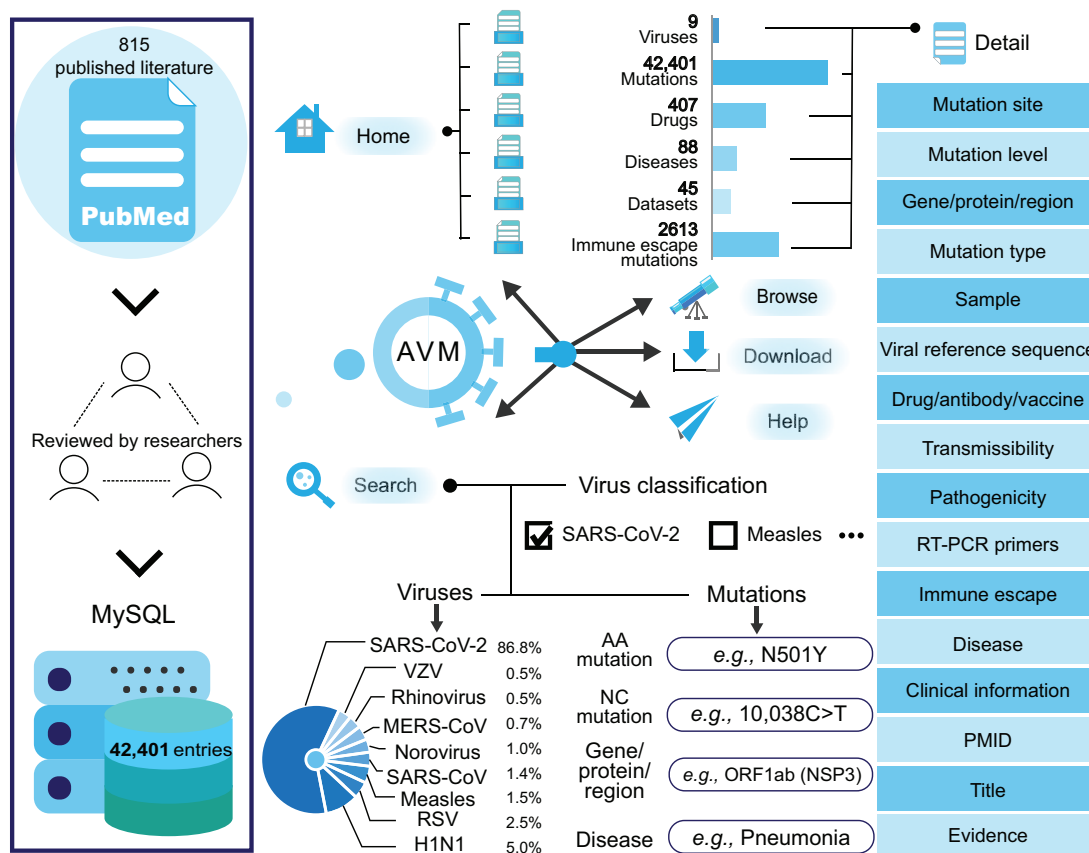 815
published literature
PubMed
Reviewed by researchers
MySQL
42,401 entries
Home
9
Viruses
42,401
Mutations
407
Drugs
88
Diseases
45
Datasets
2613
Immune escape
mutations
AVM
Browse
Download
Help
Search
Virus classification
SARS-CoV-2
Measles
•••
Viruses
SARS-CoV-2 86.8%
VZV 0.5%
Rhinovirus 0.5%
MERS-CoV 0.7%
Norovirus 1.0%
SARS-CoV 1.4%
Measles 1.5%
RSV 2.5%
H1N1 5.0%
Mutations
AA
mutation
e.g., N501Y
NC
mutation
e.g., 10,038C>T
Gene/
protein/
region
e.g., ORF1ab (NSP3)
Disease
e.g., Pneumonia
Detail
Mutation site
Mutation level
Gene/protein/region
Mutation type
Sample
Viral reference sequence
Drug/antibody/vaccine
Transmissibility
Pathogenicity
RT-PCR primers
Immune escape
Disease
Clinical information
PMID
Title
Evidence